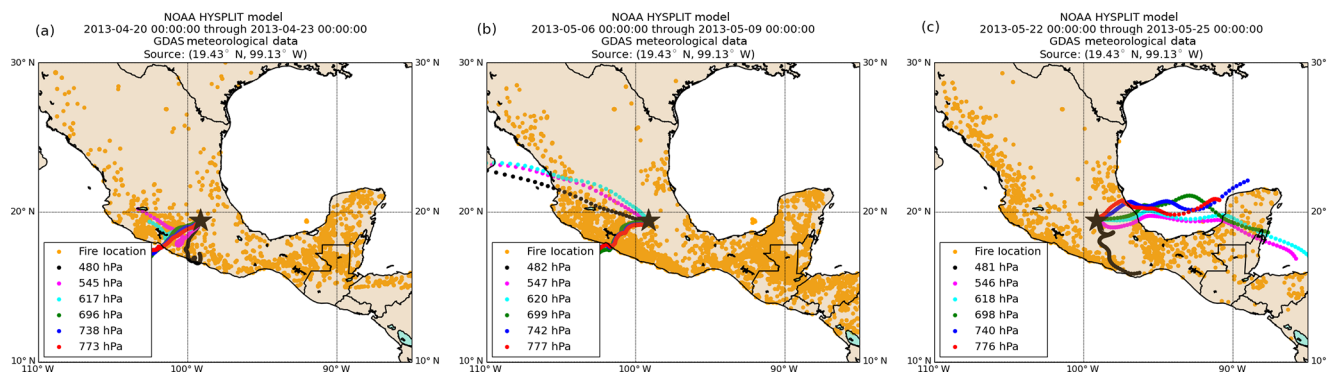 (a)
NOAA HYSPLIT model
2013-04-20 00:00:00 through 2013-04-23 00:00:00
GDAS meteorological data
Source: (19.43° N, 99.13° W)
30° N
20° N
10° N
110° W
100° W
90° W
Fire location
480 hPa
545 hPa
617 hPa
696 hPa
738 hPa
773 hPa
(b)
NOAA HYSPLIT model
2013-05-06 00:00:00 through 2013-05-09 00:00:00
GDAS meteorological data
Source: (19.43° N, 99.13° W)
30° N
20° N
10° N
110° W
100° W
90° W
Fire location
482 hPa
547 hPa
620 hPa
699 hPa
742 hPa
777 hPa
(c)
NOAA HYSPLIT model
2013-05-22 00:00:00 through 2013-05-25 00:00:00
GDAS meteorological data
Source: (19.43° N, 99.13° W)
30° N
30°
20° N
20°
10° N
10°
110° W
100° W
90° W
Fire location
481 hPa
546 hPa
618 hPa
698 hPa
740 hPa
776 hPa